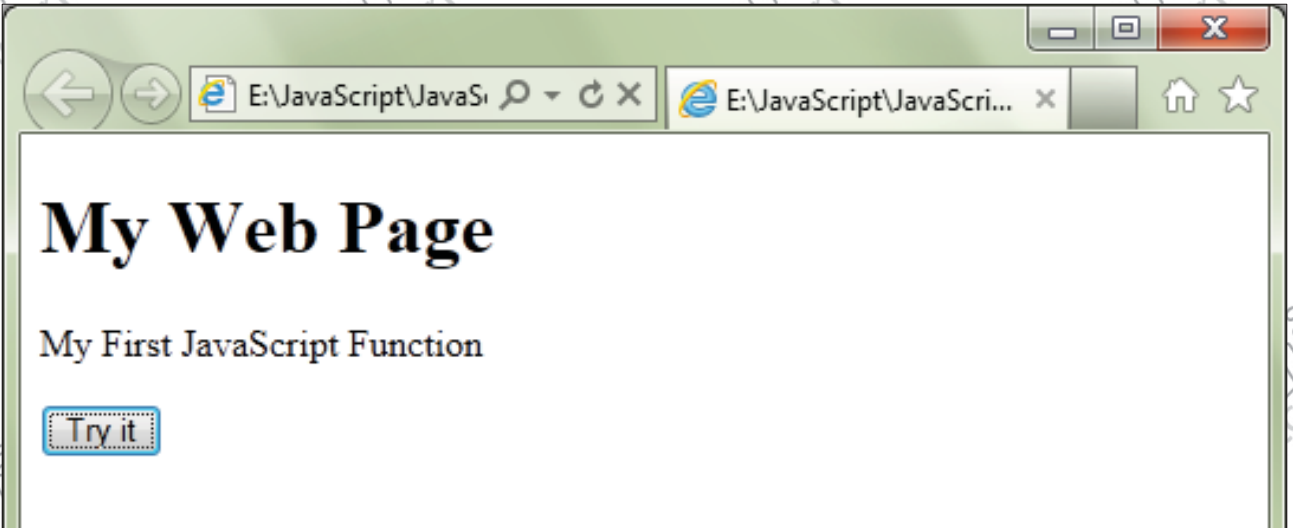 E:\JavaScript\JavaS
E:\JavaScript\JavaScri...
My Web Page
My First JavaScript Function
Try it